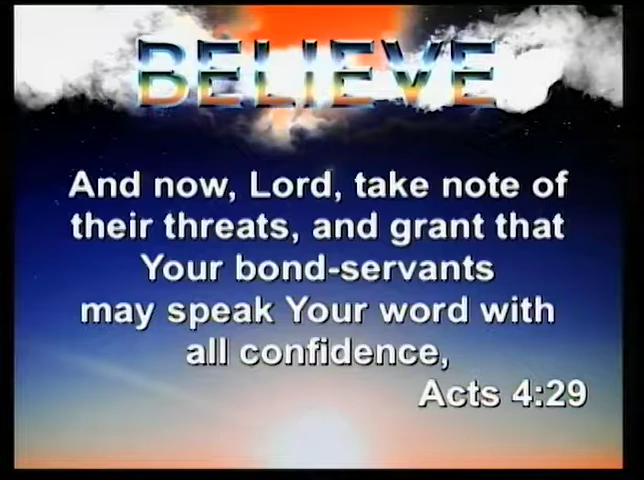 BELIEVE
And now, Lord, take note of
their threats, and grant that
Your bond-servants
may speak Your word with
all confidence,
Acts 4:29